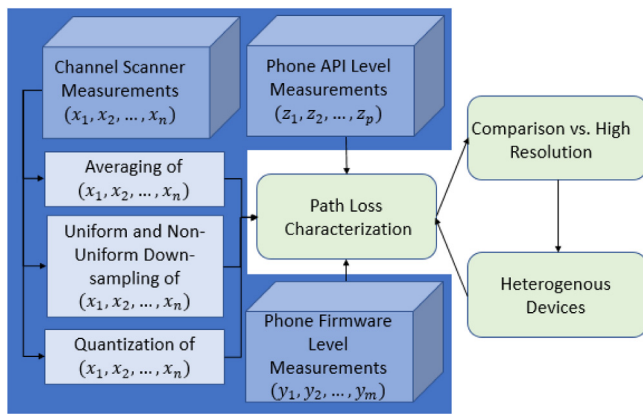 Channel Scanner
Measurements
(x₁, x₂, ..., xₙ)
Phone API Level
Measurements
(z₁, z₂, ..., zₚ)
Averaging of
(x₁, x₂, ..., xₙ)
Uniform and Non-
Uniform Down-
sampling of
(x₁, x₂, ..., xₙ)
Quantization of
(x₁, x₂, ..., xₙ)
Path Loss
Characterization
Phone Firmware
Level
Measurements
(y₁, y₂, ..., yₘ)
Comparison vs. High
Resolution
Heterogenous
Devices